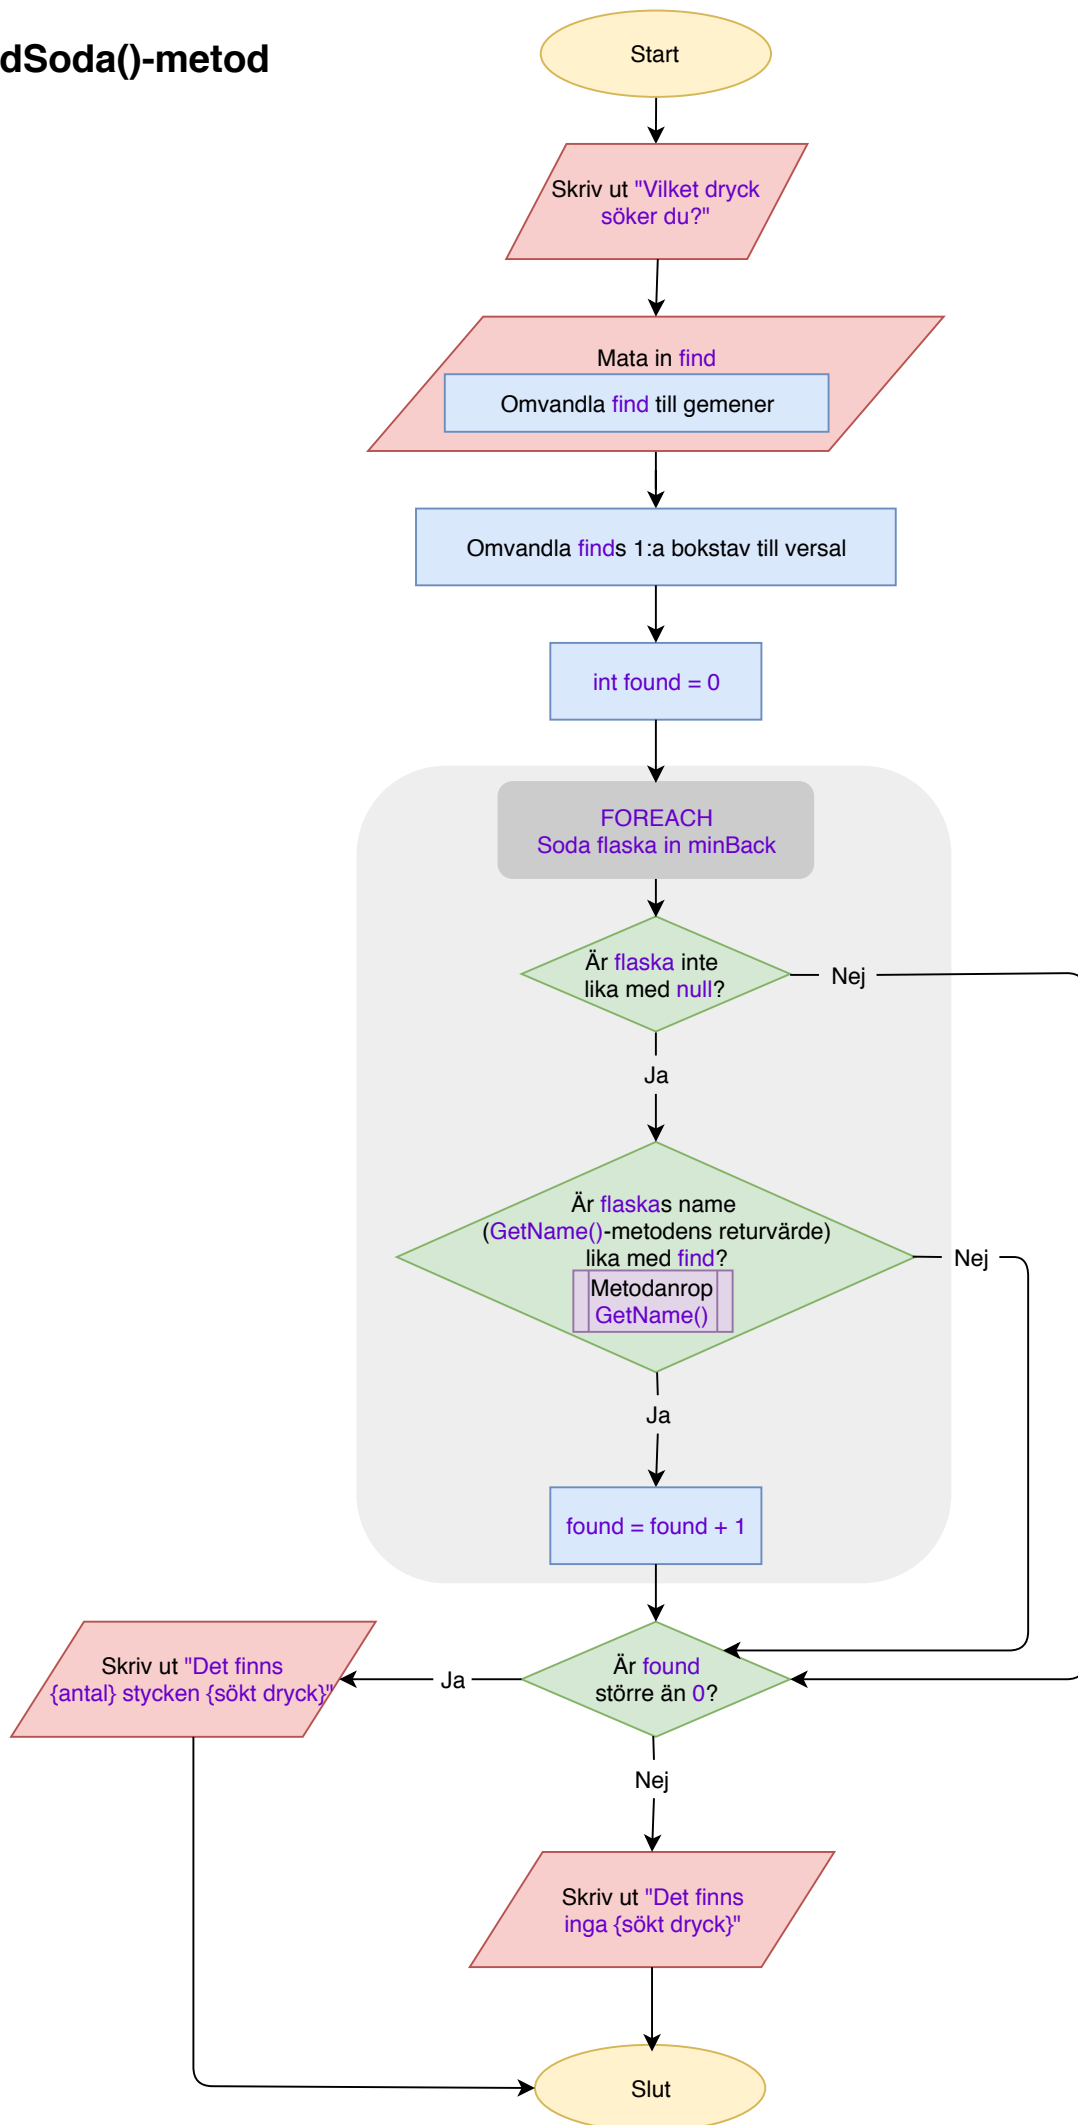 dSoda()-metod
Start
Skriv ut "Vilket dryck
söker du?"
Mata in find
Omvandla find till gemener
Omvandla finds 1:a bokstav till versal
int found = 0
FOREACH
Soda flaska in minBack
Är flaska inte
lika med null?
Nej
Ja
Är flaskas name
(GetName()-metodens returvärde)
lika med find?
Metodanrop
GetName()
Nej
Ja
found = found + 1
Är found
större än 0?
Ja
Skriv ut "Det finns
{antal} stycken {sökt dryck}"
Nej
Skriv ut "Det finns
inga {sökt dryck}"
Slut